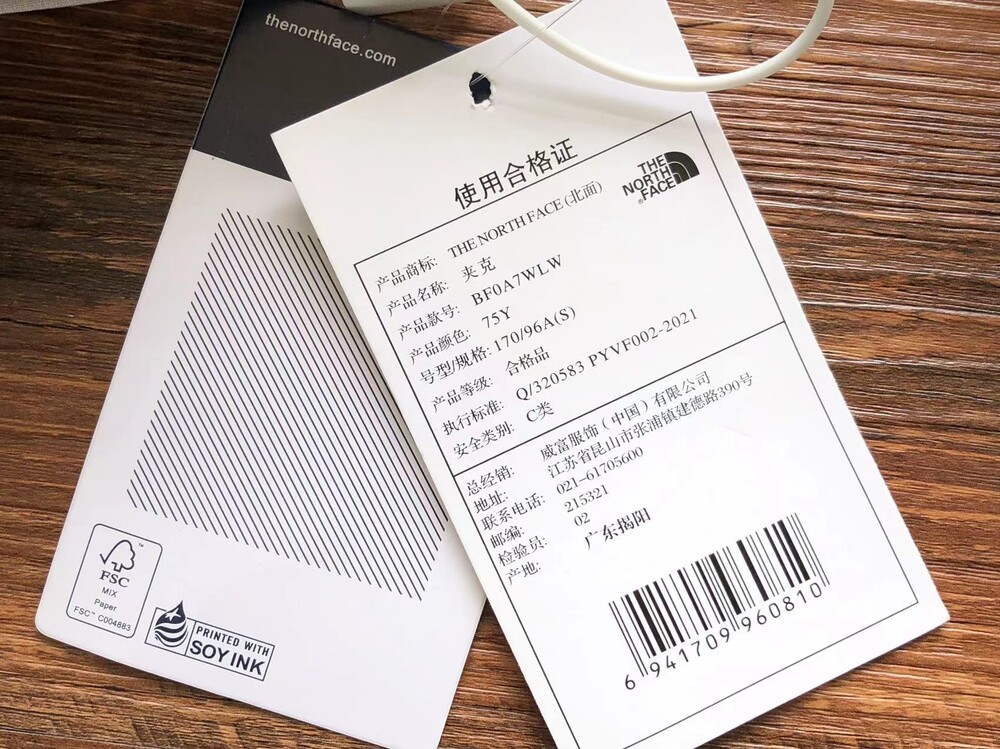 thenorthface.com
使用合格证
THE
NORTH
FACE
产品商标: THE NORTH FACE (北面)
产品名称: 夹克
产品款号: BF0A7WLW
产品颜色: 75Y
号型/规格: 170/96A(S)
产品等级: 合格品
执行标准: Q/320583 PYVF002-2021
安全类别: C类
总经销: 威富服饰（中国）有限公司
地址: 江苏省昆山市张浦镇建德路390号
联系电话: 021-61705600
邮编: 215321
检验员: 02
产地: 广东揭阳
6 941709 960810
FSC
MIX
Paper
FSC™ C004683
PRINTED WITH
SOY INK